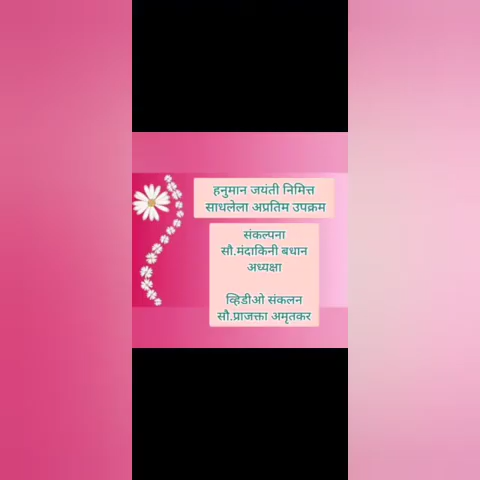 हनुमान जयंती निमित्त
साधलेला अप्रतिम उपक्रम
संकल्पना
सौ.मंदाकिनी बधान
अध्यक्षा
व्हिडीओ संकलन
सौ.प्राजक्ता अमृतकर